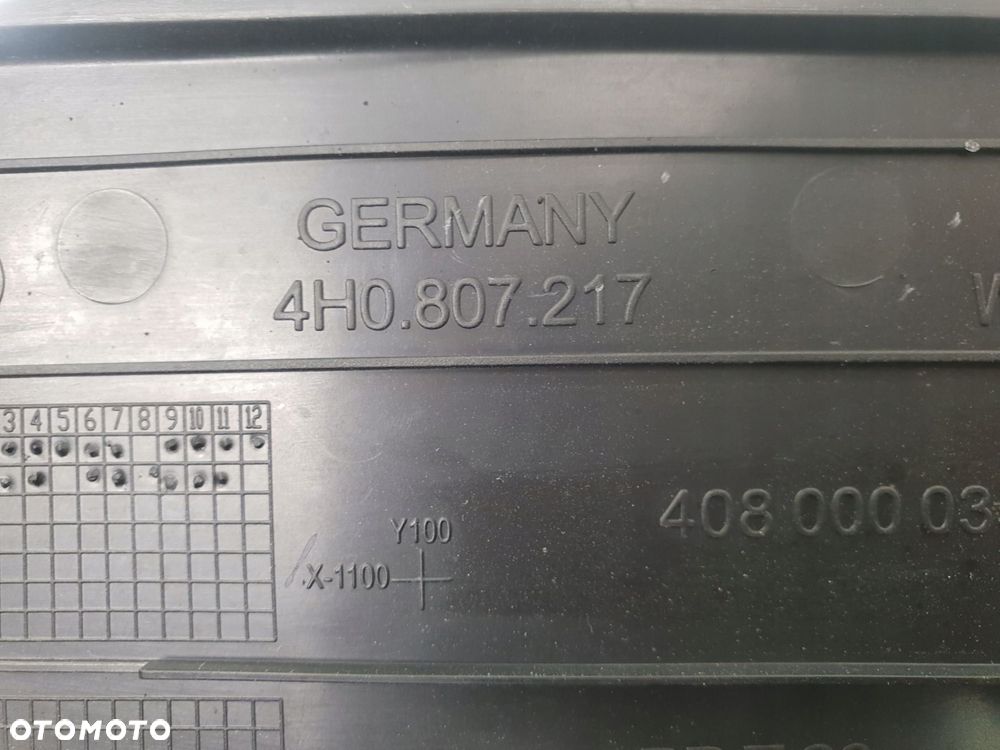 GERMANY
4H0.807.217
3 4 5 6 7 8 9 10 11 12
408 000 03
Y100
X-1100
OTOMOTO